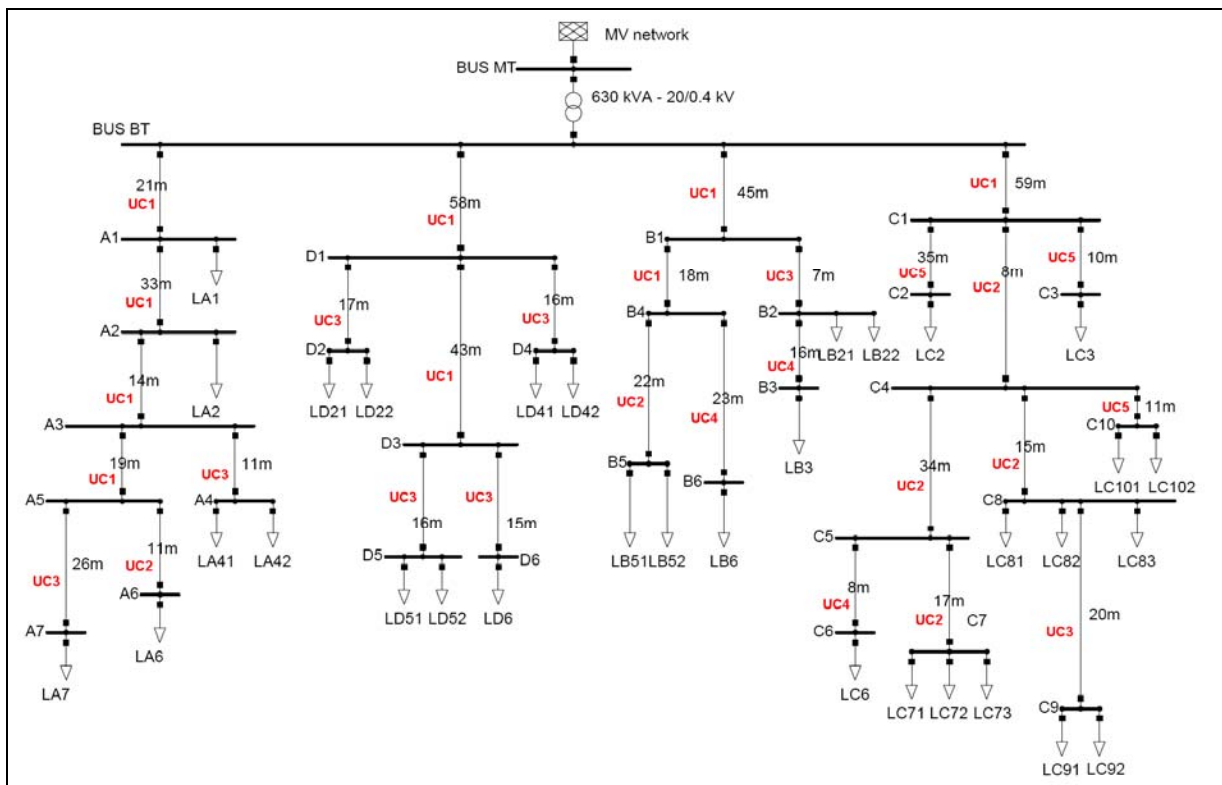 MV network
BUS MT
630 kVA - 20/0.4 kV
BUS BT
21m
UC1
58m
UC1
45m
UC1
59m
UC1
A1
LA1
33m
UC1
A2
LA2
14m
UC1
A3
19m
UC1
11m
UC3
A5
A4
LA41
LA42
26m
UC3
11m
UC2
A6
LA6
A7
LA7
D1
17m
UC3
16m
UC3
43m
UC1
D2
LD21
LD22
D4
LD41
LD42
D3
UC3
16m
UC3
15m
D5
LD51
LD52
D6
LD6
B1
UC1
18m
UC3
7m
B4
B2
LB21
LB22
16m
UC4
B3
LB3
22m
UC2
23m
UC4
B5
LB51
LB52
B6
LB6
C1
35m
UC5
8m
UC2
UC5
10m
C2
LC2
C3
LC3
C4
34m
UC2
15m
UC2
UC5
11m
C10
LC101
LC102
C8
LC81
LC82
LC83
C5
8m
UC4
17m
UC2
C7
C6
LC6
LC71
LC72
LC73
20m
UC3
C9
LC91
LC92